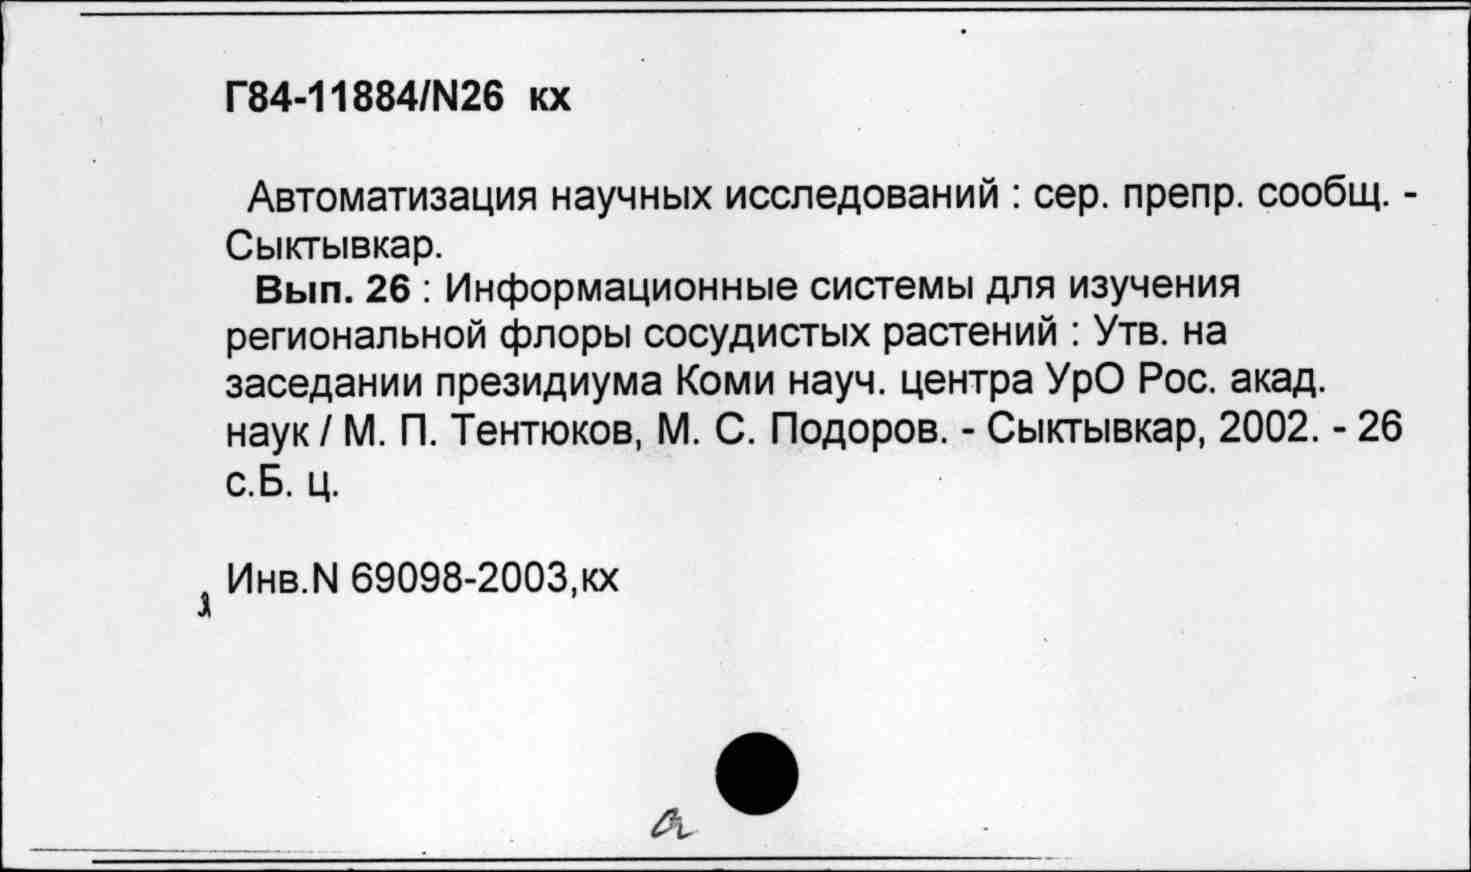 Г84-11884/N26 кх
Автоматизация научных исследований : сер. препр. сообщ. -
Сыктывкар.
Вып. 26 : Информационные системы для изучения
региональной флоры сосудистых растений : Утв. на
заседании президиума Коми науч. центра УрО Рос. акад.
наук / М. П. Тентюков, М. С. Подоров. - Сыктывкар, 2002. - 26
с.Б. ц.
Инв.N 69098-2003,кх